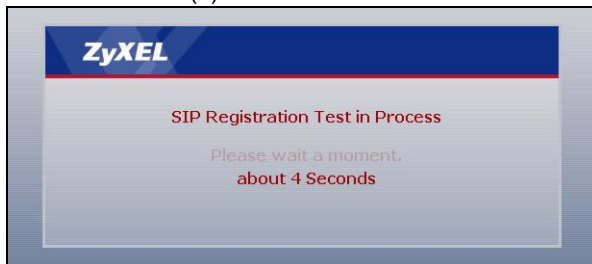 (s)
ZyXEL
SIP Registration Test in Process
Please wait a moment.
about 4 Seconds